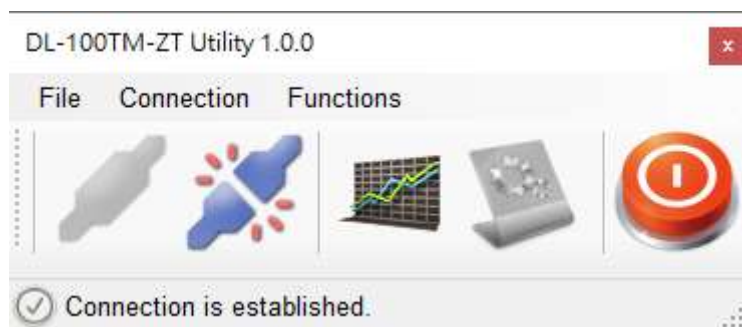 DL-100TM-ZT Utility 1.0.0
File Connection Functions
Connection is established.